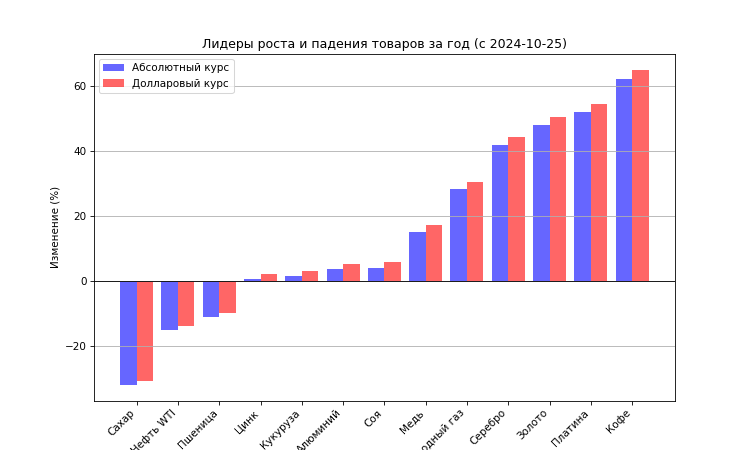 Лидеры роста и падения товаров за год (с 2024-10-25)
Абсолютный курс
Долларовый курс
Изменение (%)
60
40
20
0
−20
Сахар
Нефть WTI
Пшеница
Цинк
Кукуруза
Алюминий
Соя
Медь
одный газ
Серебро
Золото
Платина
Кофе